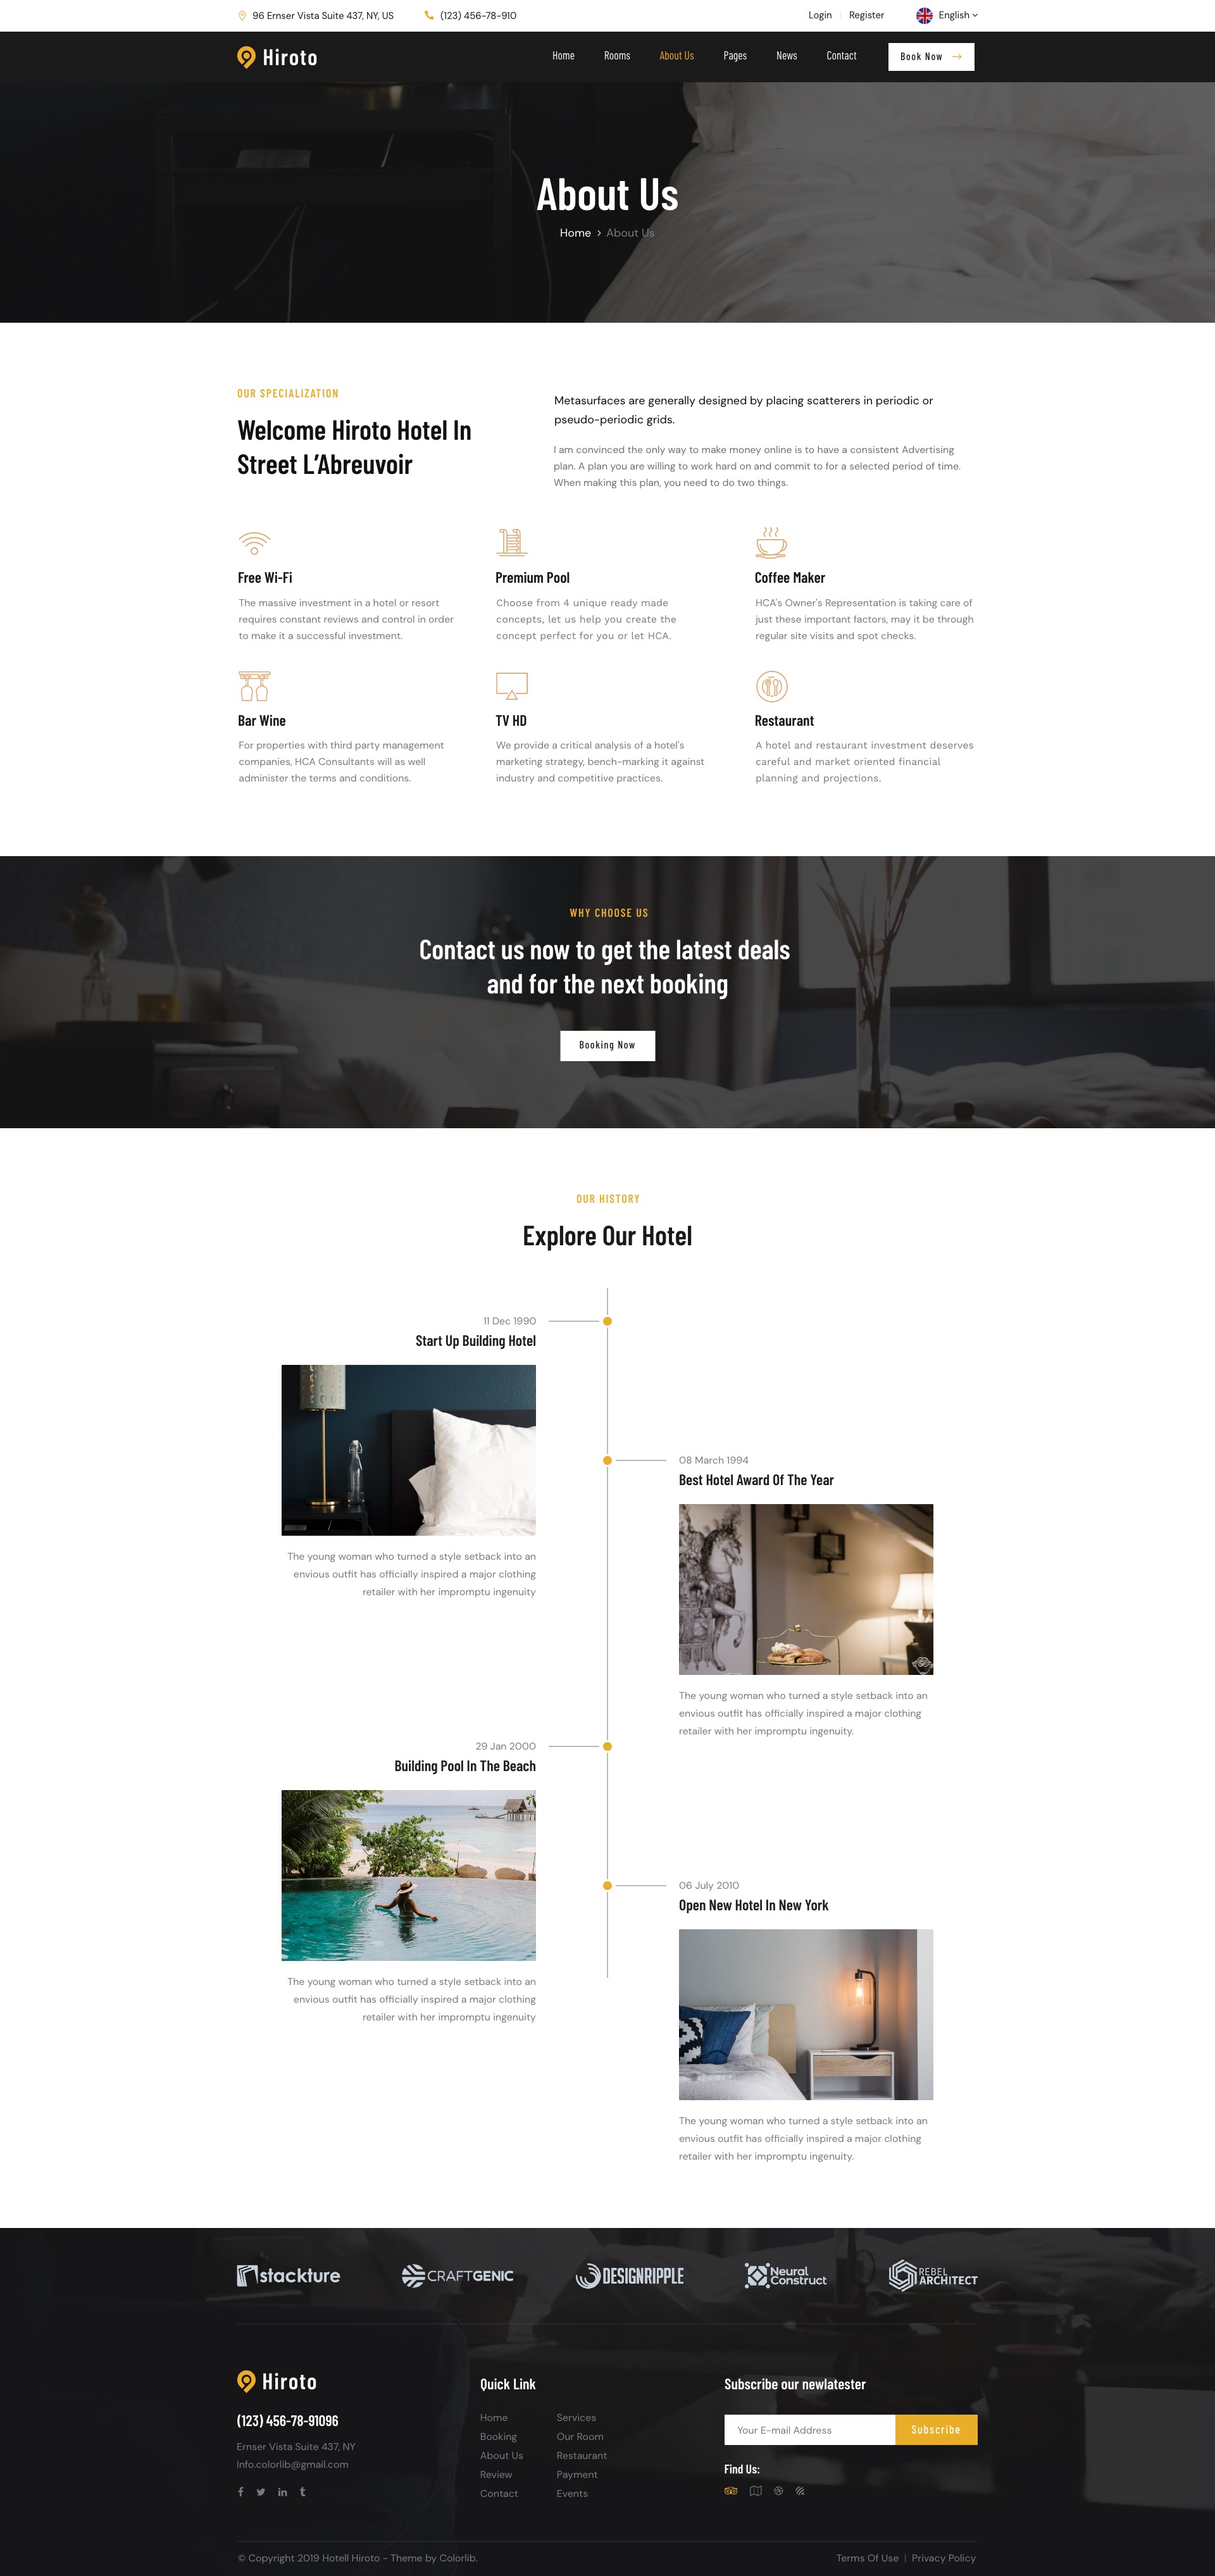 96 Ernser Vista Suite 437, NY, US
(123) 456-78-910
Login
Register
English
Hiroto
Home
Rooms
About Us
Pages
News
Contact
Book Now
About Us
Home > About Us
OUR SPECIALIZATION
Welcome Hiroto Hotel In
Street L’Abreuvoir
Metasurfaces are generally designed by placing scatterers in periodic or
pseudo-periodic grids.
I am convinced the only way to make money online is to have a consistent Advertising
plan. A plan you are willing to work hard on and commit to for a selected period of time.
When making this plan, you need to do two things.
Free Wi-Fi
The massive investment in a hotel or resort
requires constant reviews and control in order
to make it a successful investment.
Premium Pool
Choose from 4 unique ready made
concepts, let us help you create the
concept perfect for you or let HCA.
Coffee Maker
HCA's Owner's Representation is taking care of
just these important factors, may it be through
regular site visits and spot checks.
Bar Wine
For properties with third party management
companies, HCA Consultants will as well
administer the terms and conditions.
TV HD
We provide a critical analysis of a hotel's
marketing strategy, bench-marking it against
industry and competitive practices.
Restaurant
A hotel and restaurant investment deserves
careful and market oriented financial
planning and projections.
WHY CHOOSE US
Contact us now to get the latest deals
and for the next booking
Booking Now
OUR HISTORY
Explore Our Hotel
11 Dec 1990
Start Up Building Hotel
The young woman who turned a style setback into an
envious outfit has officially inspired a major clothing
retailer with her impromptu ingenuity
08 March 1994
Best Hotel Award Of The Year
The young woman who turned a style setback into an
envious outfit has officially inspired a major clothing
retailer with her impromptu ingenuity.
29 Jan 2000
Building Pool In The Beach
The young woman who turned a style setback into an
envious outfit has officially inspired a major clothing
retailer with her impromptu ingenuity
06 July 2010
Open New Hotel In New York
The young woman who turned a style setback into an
envious outfit has officially inspired a major clothing
retailer with her impromptu ingenuity.
stackture
CRAFTGENIC
DESIGNRIPPLE
Neural
Construct
REBEL
ARCHITECT
Hiroto
(123) 456-78-91096
Ernser Vista Suite 437, NY
Info.colorlib@gmail.com
Quick Link
Home
Booking
About Us
Review
Contact
Services
Our Room
Restaurant
Payment
Events
Subscribe our newlatester
Your E-mail Address
Subscribe
Find Us:
© Copyright 2019 Hotell Hiroto - Theme by Colorlib.
Terms Of Use | Privacy Policy